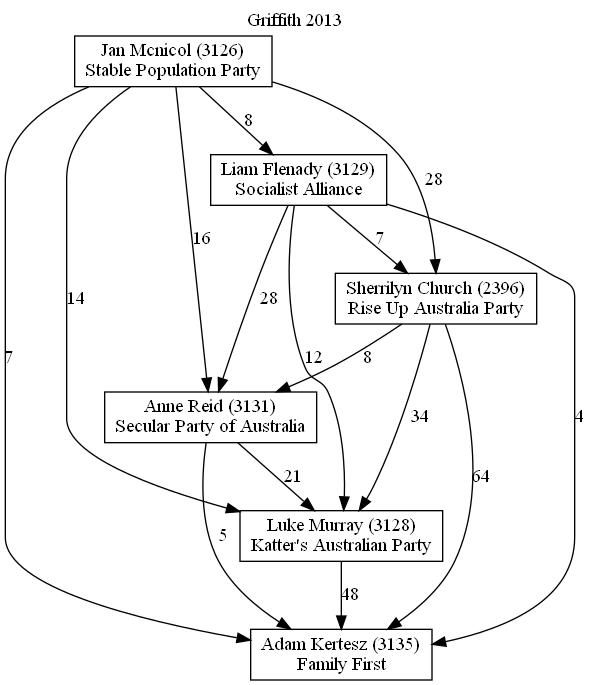 Griffith 2013
Jan Mcnicol (3126)
Stable Population Party
8
Liam Flenady (3129)
Socialist Alliance
28
16
7
Sherrilyn Church (2396)
Rise Up Australia Party
14
28
7
12
8
4
Anne Reid (3131)
Secular Party of Australia
34
21
64
Luke Murray (3128)
Katter's Australian Party
5
48
Adam Kertesz (3135)
Family First